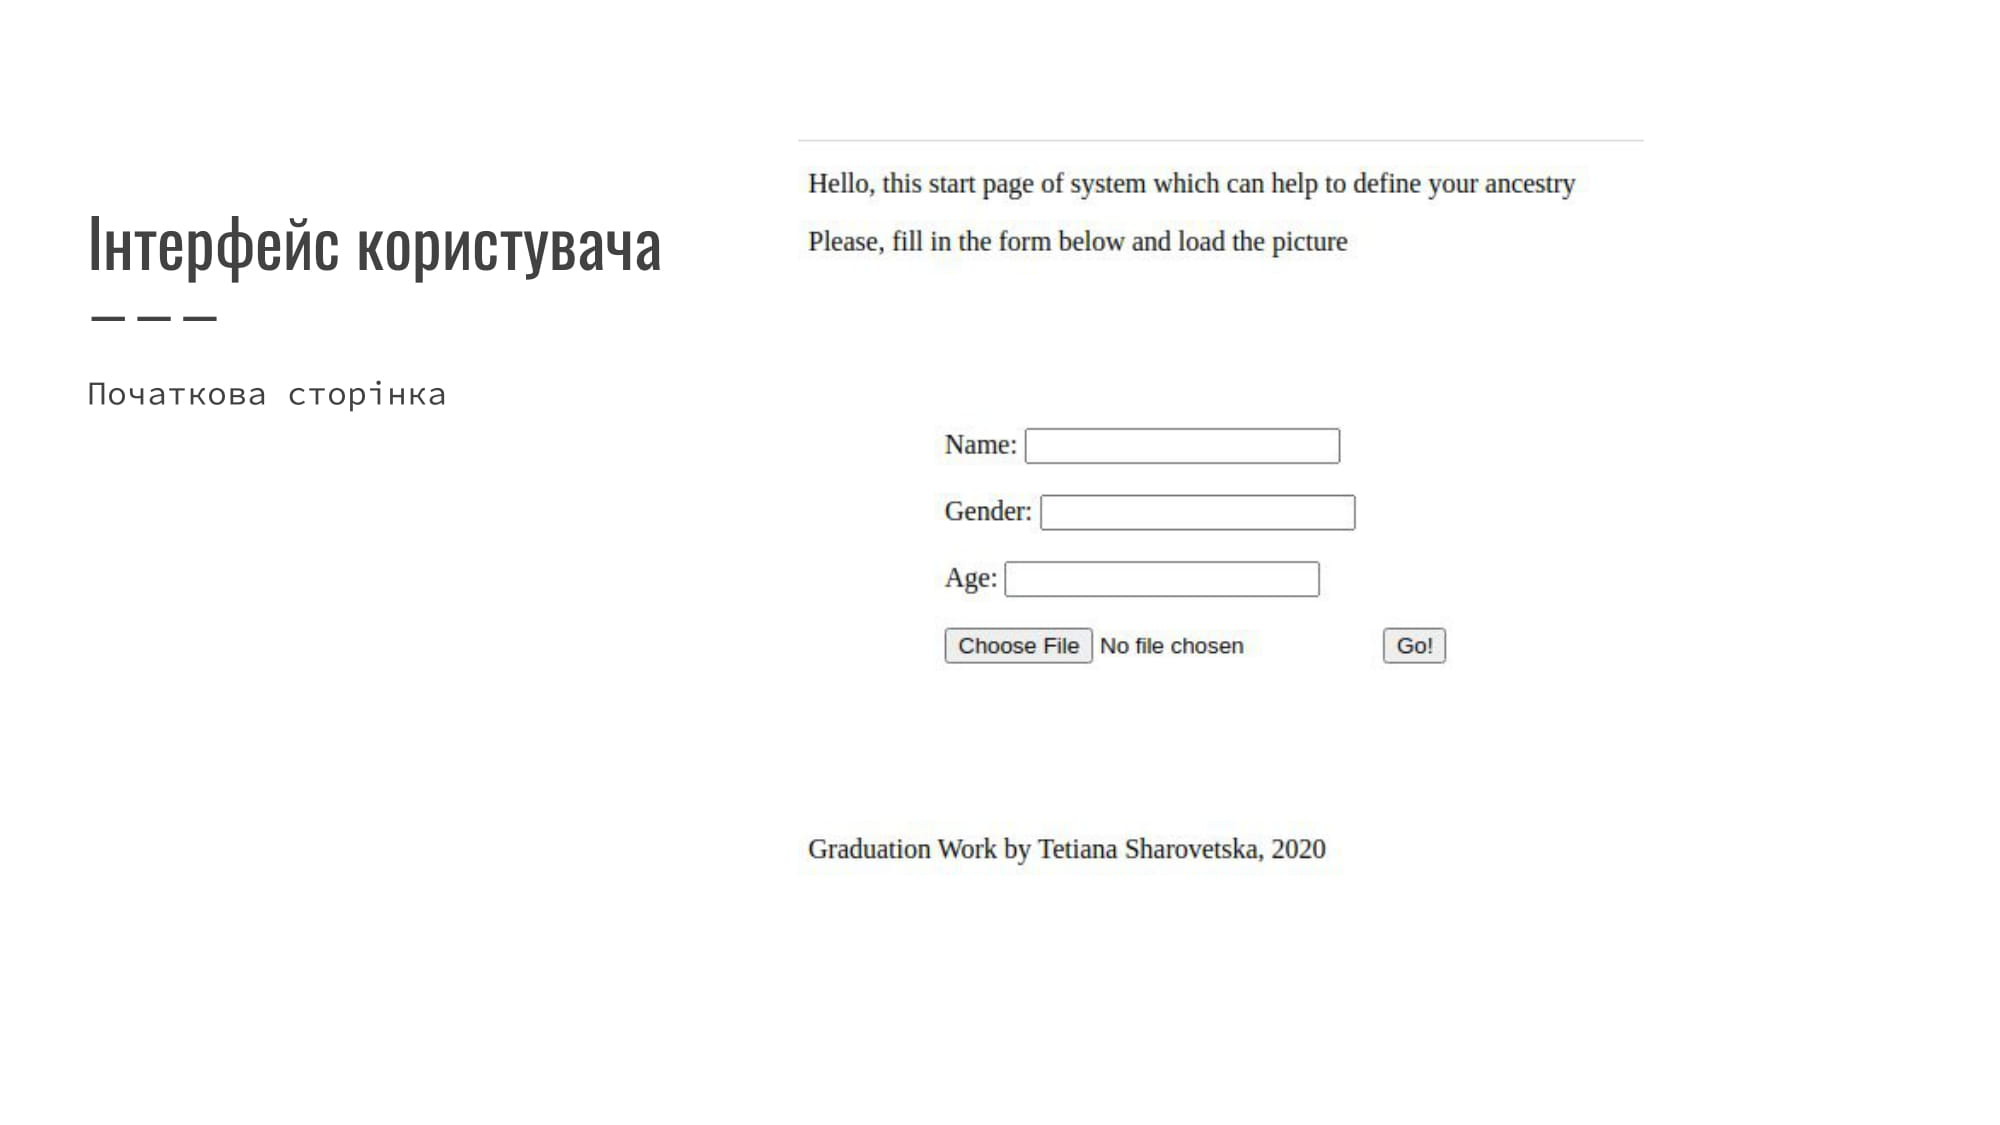 Інтерфейс користувача
Початкова сторінка
Hello, this start page of system which can help to define your ancestry
Please, fill in the form below and load the picture
Name:
Gender:
Age:
Choose File No file chosen Go!
Graduation Work by Tetiana Sharovetska, 2020